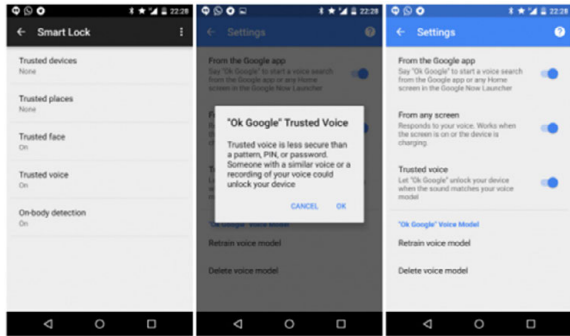 22:28
Smart Lock
Trusted devices
None
Trusted places
None
Trusted face
On
Trusted voice
On
On-body detection
On
22:28
Settings
From the Google app
Say "Ok Google" to start a voice search
from the Google app or any Home
screen in the Google Now Launcher
"Ok Google" Trusted Voice
Trusted voice is less secure than
a pattern, PIN, or password.
Someone with a similar voice or a
recording of your voice could
unlock your device
CANCEL OK
"Ok Google" Voice Model
Retrain voice model
Delete voice model
22:28
Settings
From the Google app
Say "Ok Google" to start a voice search
from the Google app or any Home
screen in the Google Now Launcher
From any screen
Responds to your voice. Works when
the screen is on or the device is
charging.
Trusted voice
Let "Ok Google" unlock your device
when the sound matches your voice
model
"Ok Google" Voice Model
Retrain voice model
Delete voice model